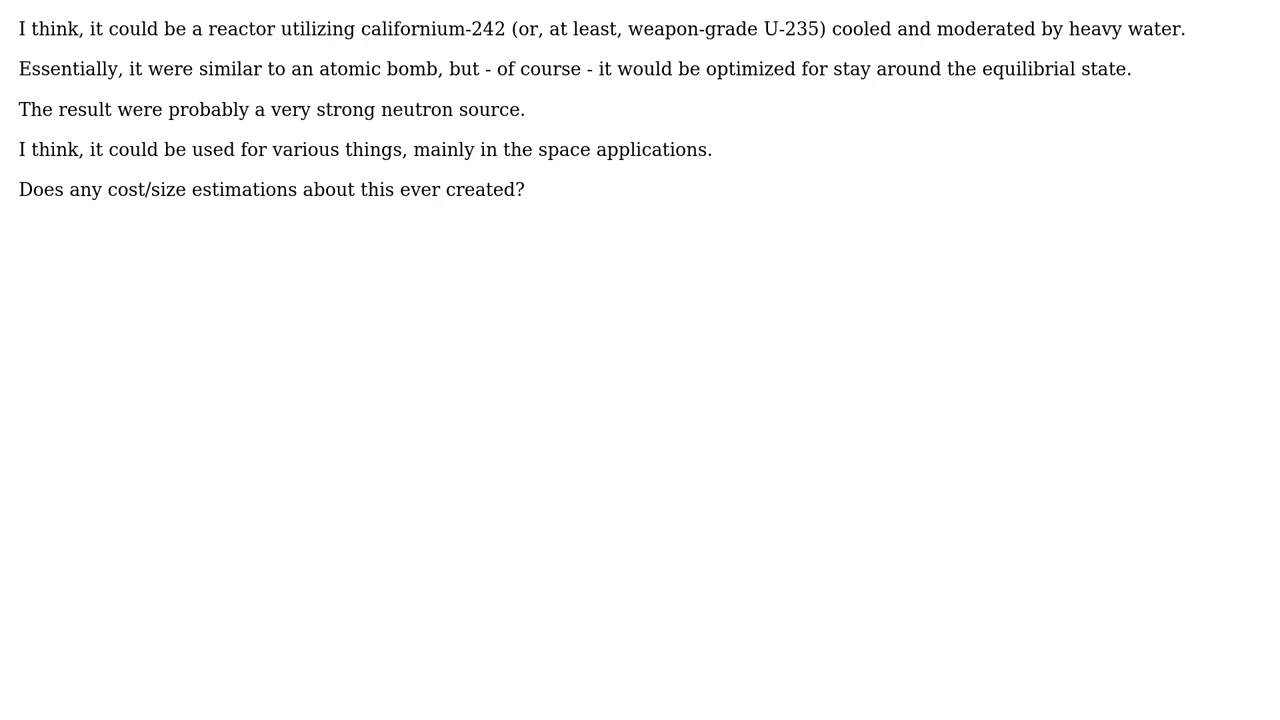 I think, it could be a reactor utilizing californium-242 (or, at least, weapon-grade U-235) cooled and moderated by heavy water.
Essentially, it were similar to an atomic bomb, but - of course - it would be optimized for stay around the equilibrial state.
The result were probably a very strong neutron source.
I think, it could be used for various things, mainly in the space applications.
Does any cost/size estimations about this ever created?